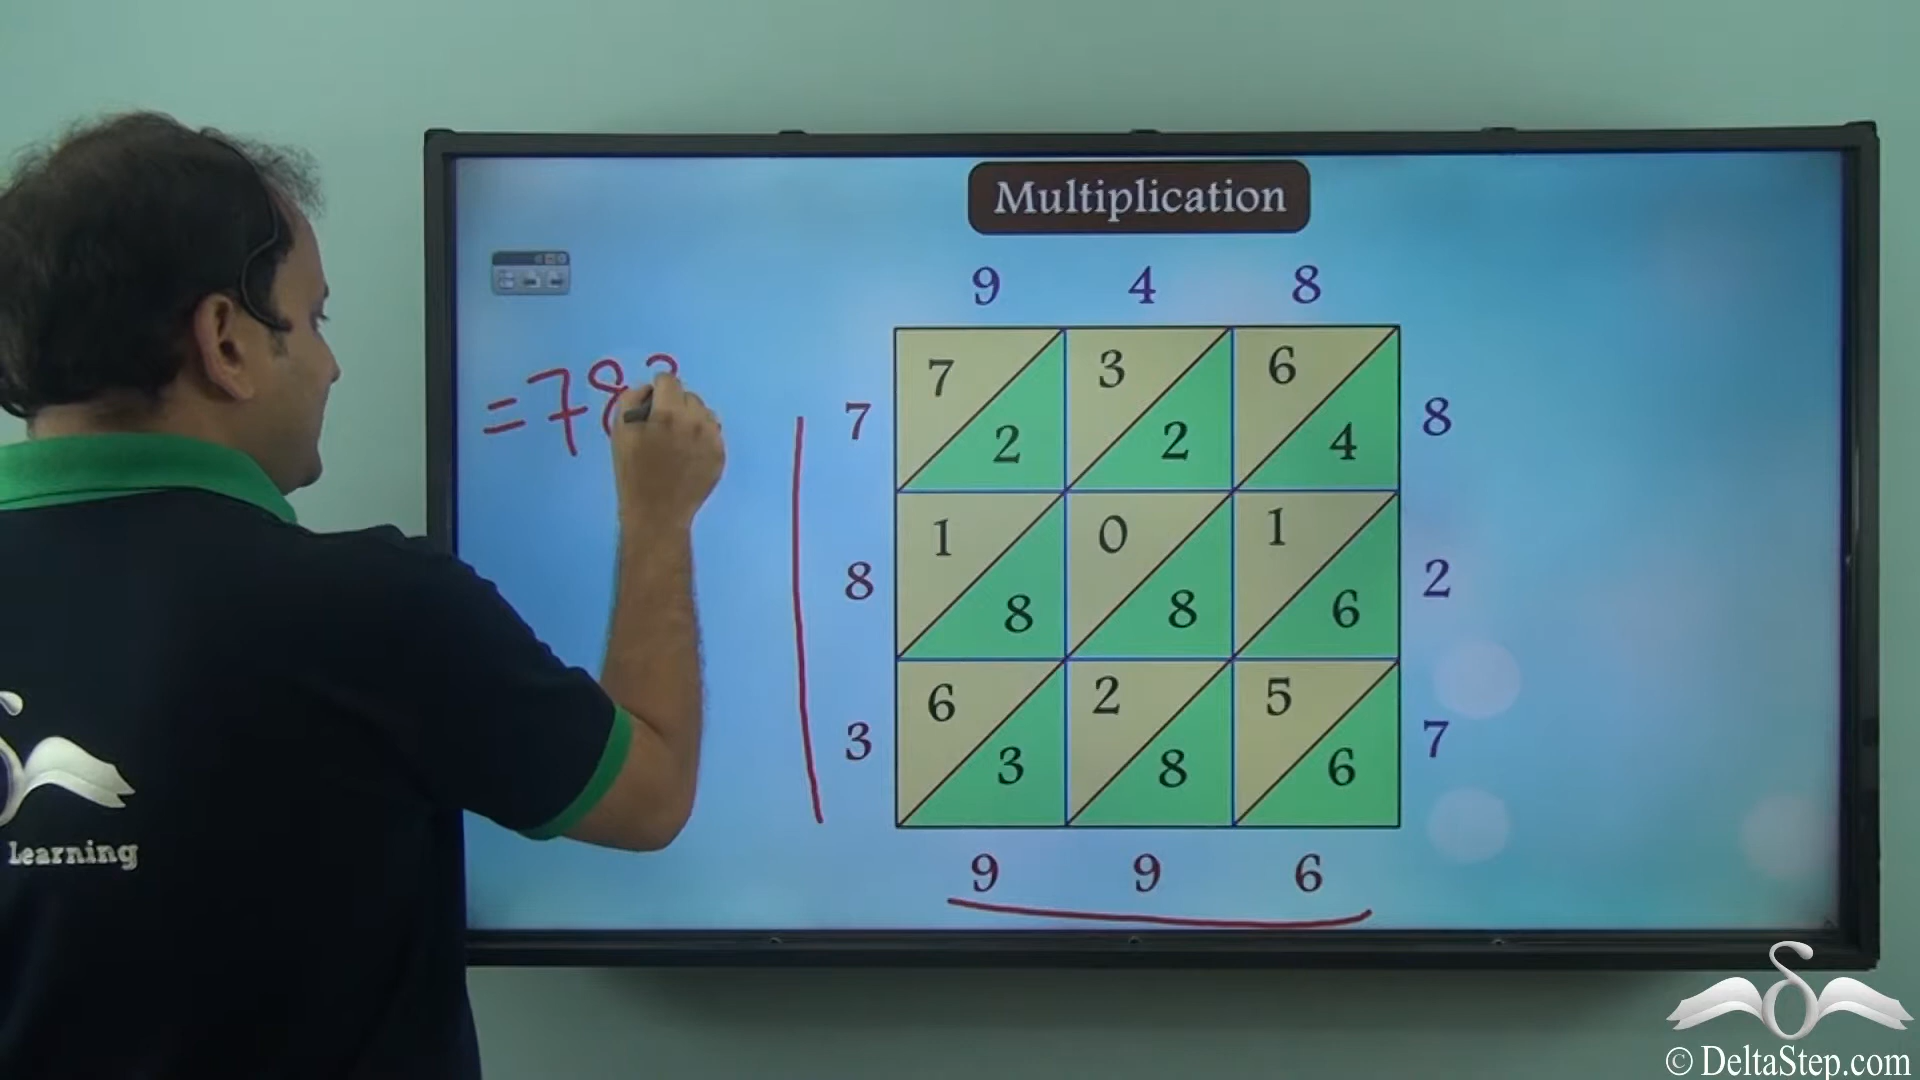 Multiplication
9 4 8
= 78
7 7 2 3 2 6 4 8
8 1 8 0 8 1 6 2
3 6 3 2 8 5 6 7
9 9 6
Learning
© DeltaStep.com